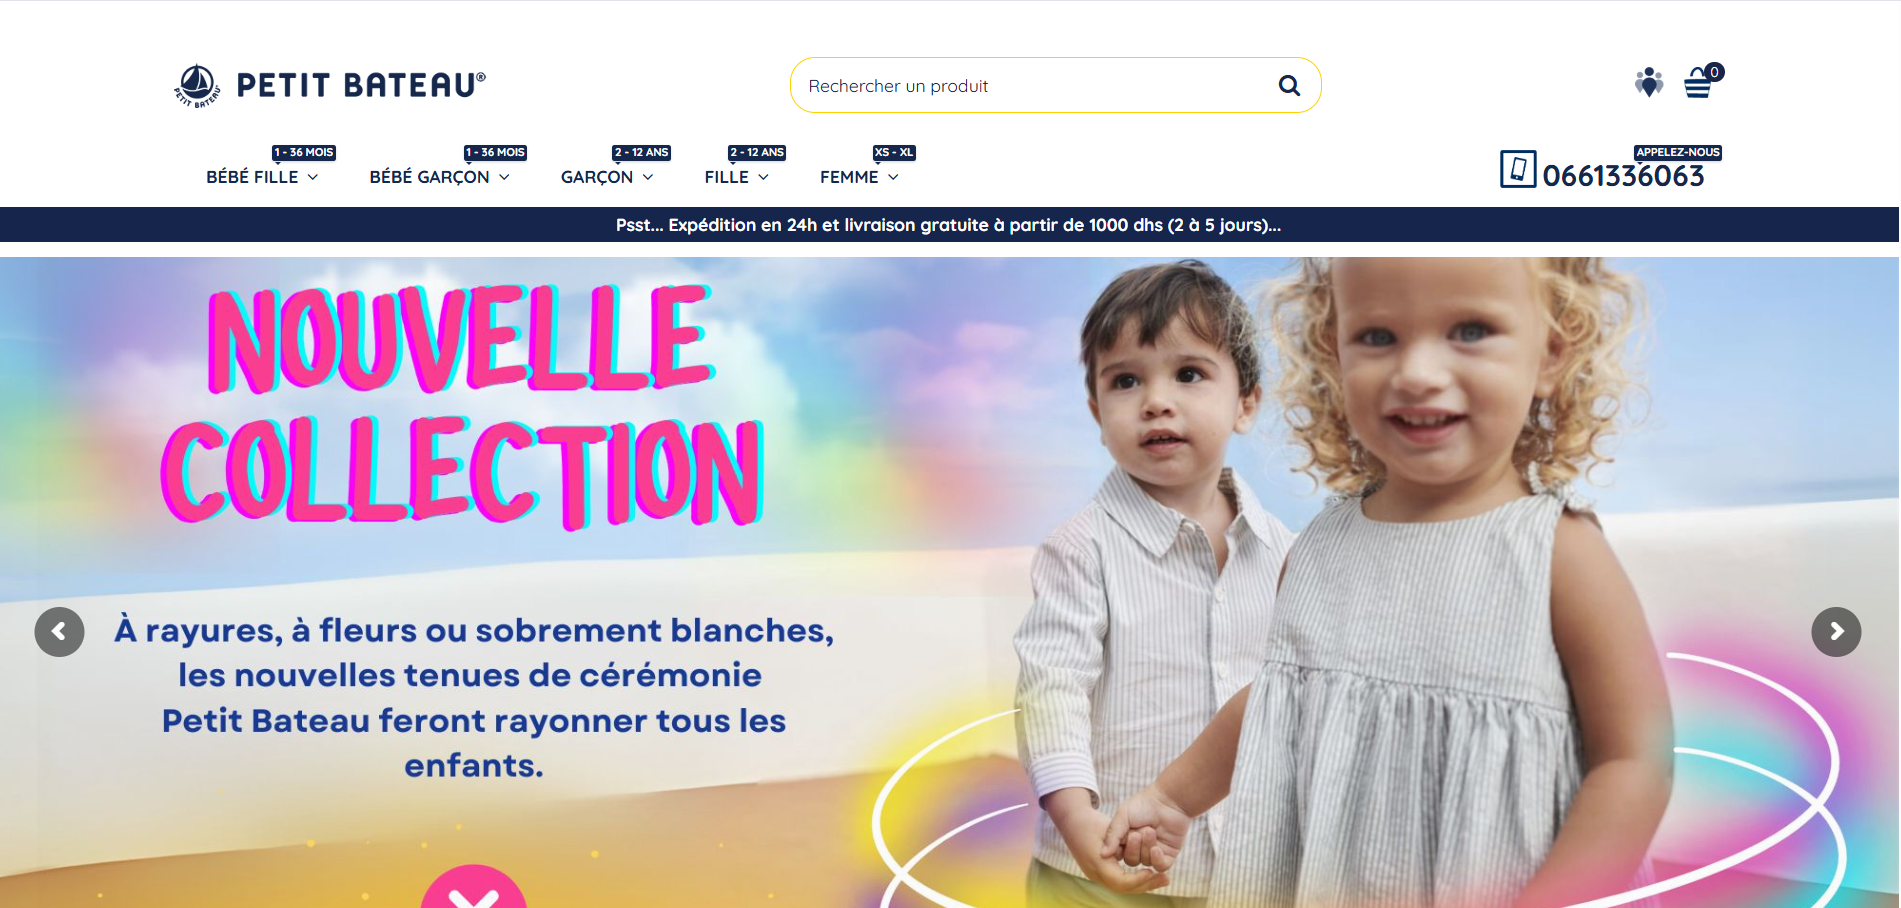 PETIT BATEAU
PETIT BATEAU®
Rechercher un produit
0
1 - 36 MOIS
1 - 36 MOIS
2 - 12 ANS
2 - 12 ANS
XS - XL
APPELEZ-NOUS
BÉBÉ FILLE
BÉBÉ GARÇON
GARÇON
FILLE
FEMME
0661336063
Psst... Expédition en 24h et livraison gratuite à partir de 1000 dhs (2 à 5 jours)...
NOUVELLE
COLLECTION
À rayures, à fleurs ou sobrement blanches,
les nouvelles tenues de cérémonie
Petit Bateau feront rayonner tous les
enfants.